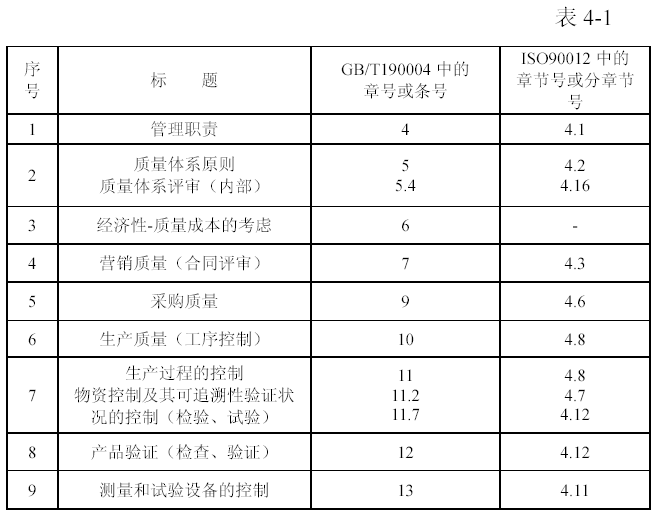 表 4-1
序号 标 题 GB/T190004 中的章号或条号 ISO90012 中的章节号或分章节号
1 管理职责 4 4.1
2 质量体系原则 5 4.2
质量体系评审（内部） 5.4 4.16
3 经济性-质量成本的考虑 6 -
4 营销质量（合同评审） 7 4.3
5 采购质量 9 4.6
6 生产质量（工序控制） 10 4.8
7 生产过程的控制 11 4.8
物资控制及其可追溯性验证状 11.2 4.7
况的控制（检验、试验） 11.7 4.12
8 产品验证（检查、验证） 12 4.12
9 测量和试验设备的控制 13 4.11